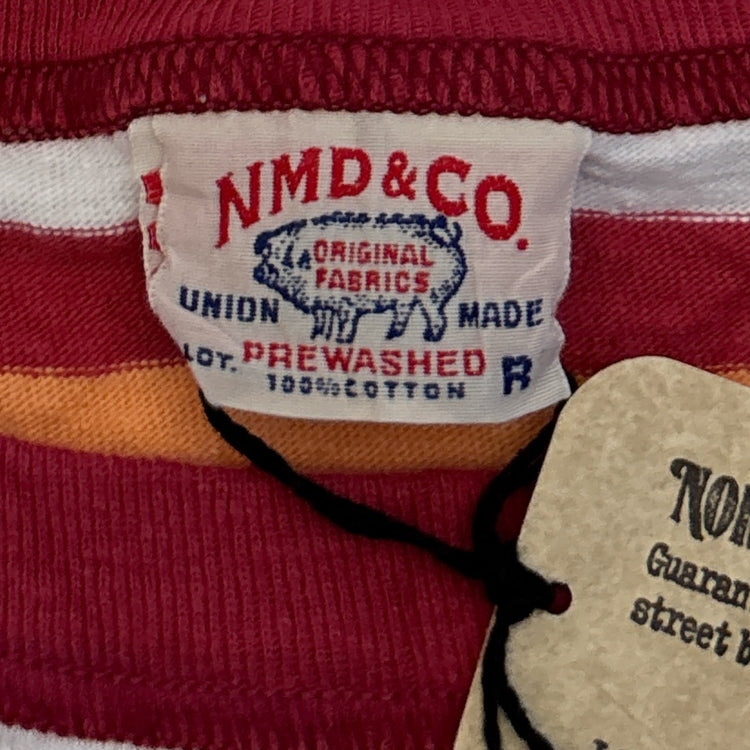 NMD&CO.
ORIGINAL
FABRICS
UNION MADE
LOT. PREWASHED R
100% COTTON
Guaran
street b